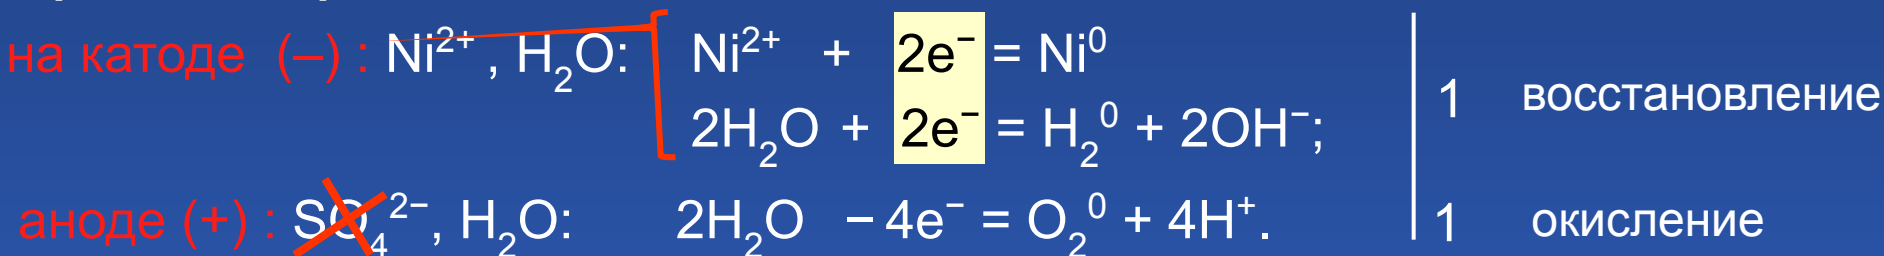 на катоде (–) : Ni²⁺ , H₂O: Ni²⁺ + 2e⁻ = Ni⁰
2H₂O + 2e⁻ = H₂⁰ + 2OH⁻; 1 восстановление
аноде (+) : SO₄²⁻, H₂O: 2H₂O – 4e⁻ = O₂⁰ + 4H⁺. 1 окисление